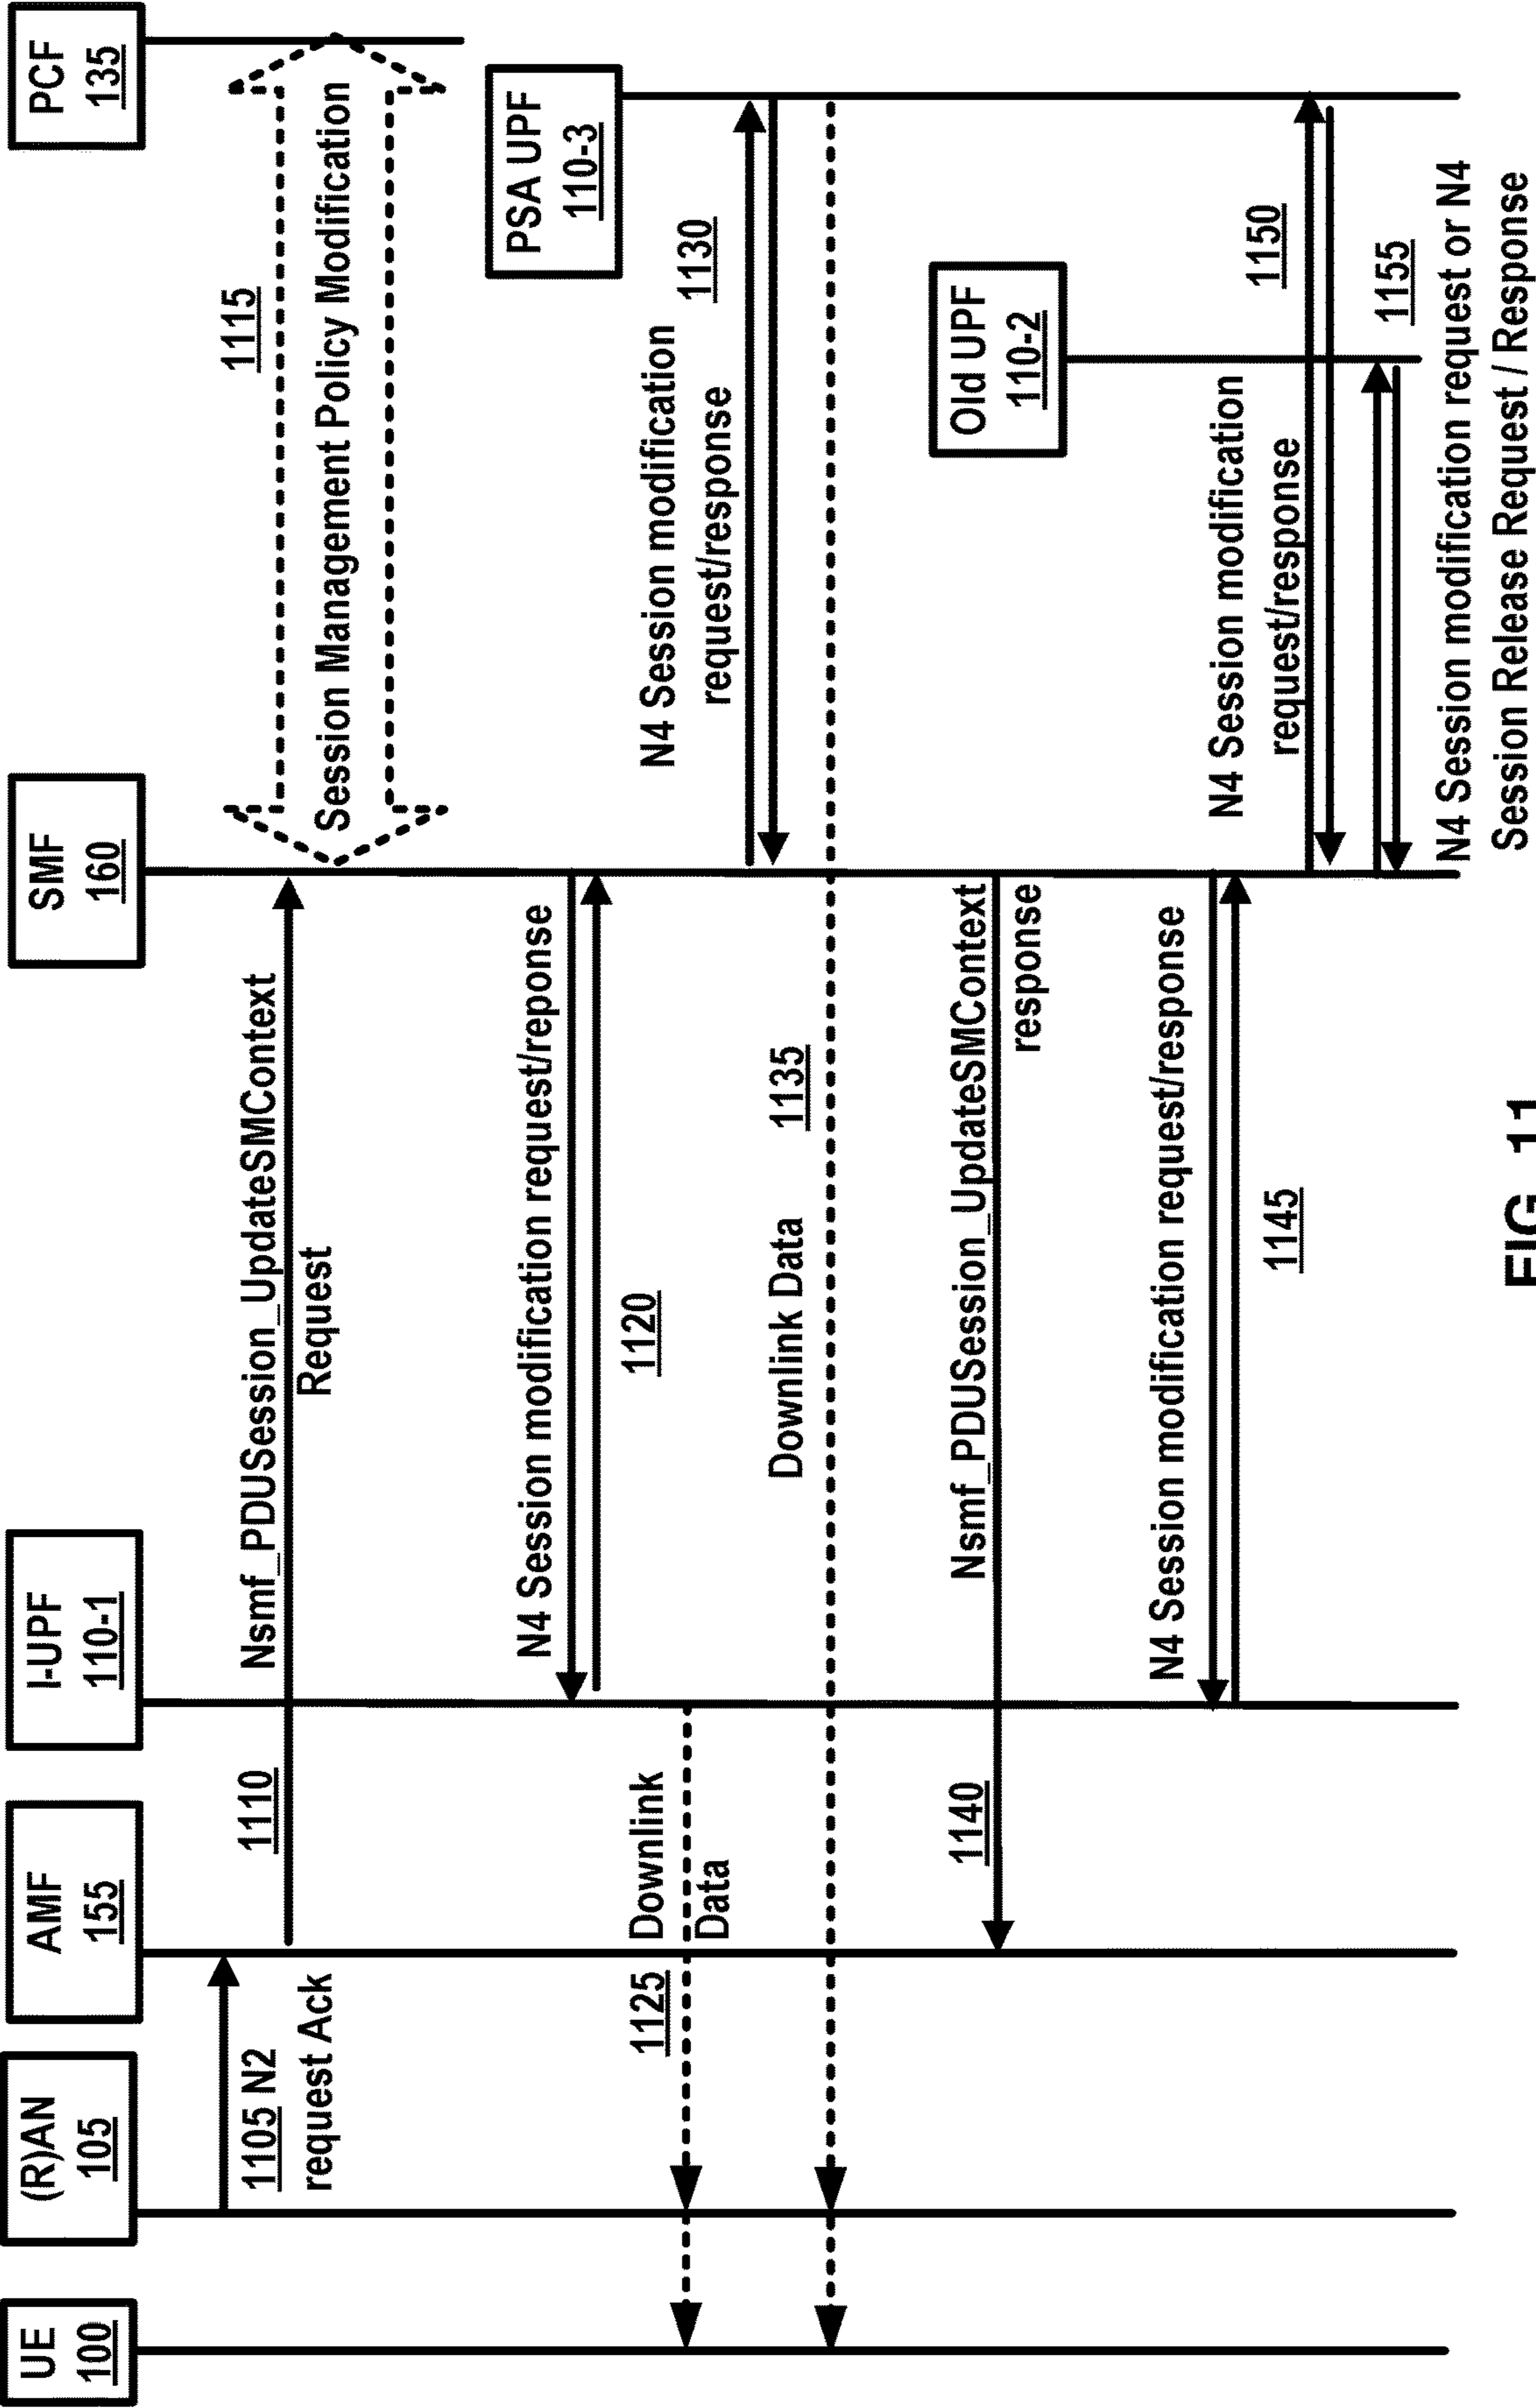 UE
100
(R)AN
105
AMF
155
I-UPF
110-1
SMF
160
PCF
135
1105 N2
request Ack
1110
Nsmf_PDUSession_UpdateSMContext
Request
1115
Session Management Policy Modification
N4 Session modification request/reponse
1120
PSA UPF
110-3
1125
Downlink
Data
N4 Session modification
request/response
1130
Downlink Data
1135
Old UPF
110-2
1140
Nsmf_PDUSession_UpdateSMContext
response
N4 Session modification request/response
1145
N4 Session modification
request/response
1150
1155
N4 Session modification request or N4
Session Release Request / Response
FIG. 11